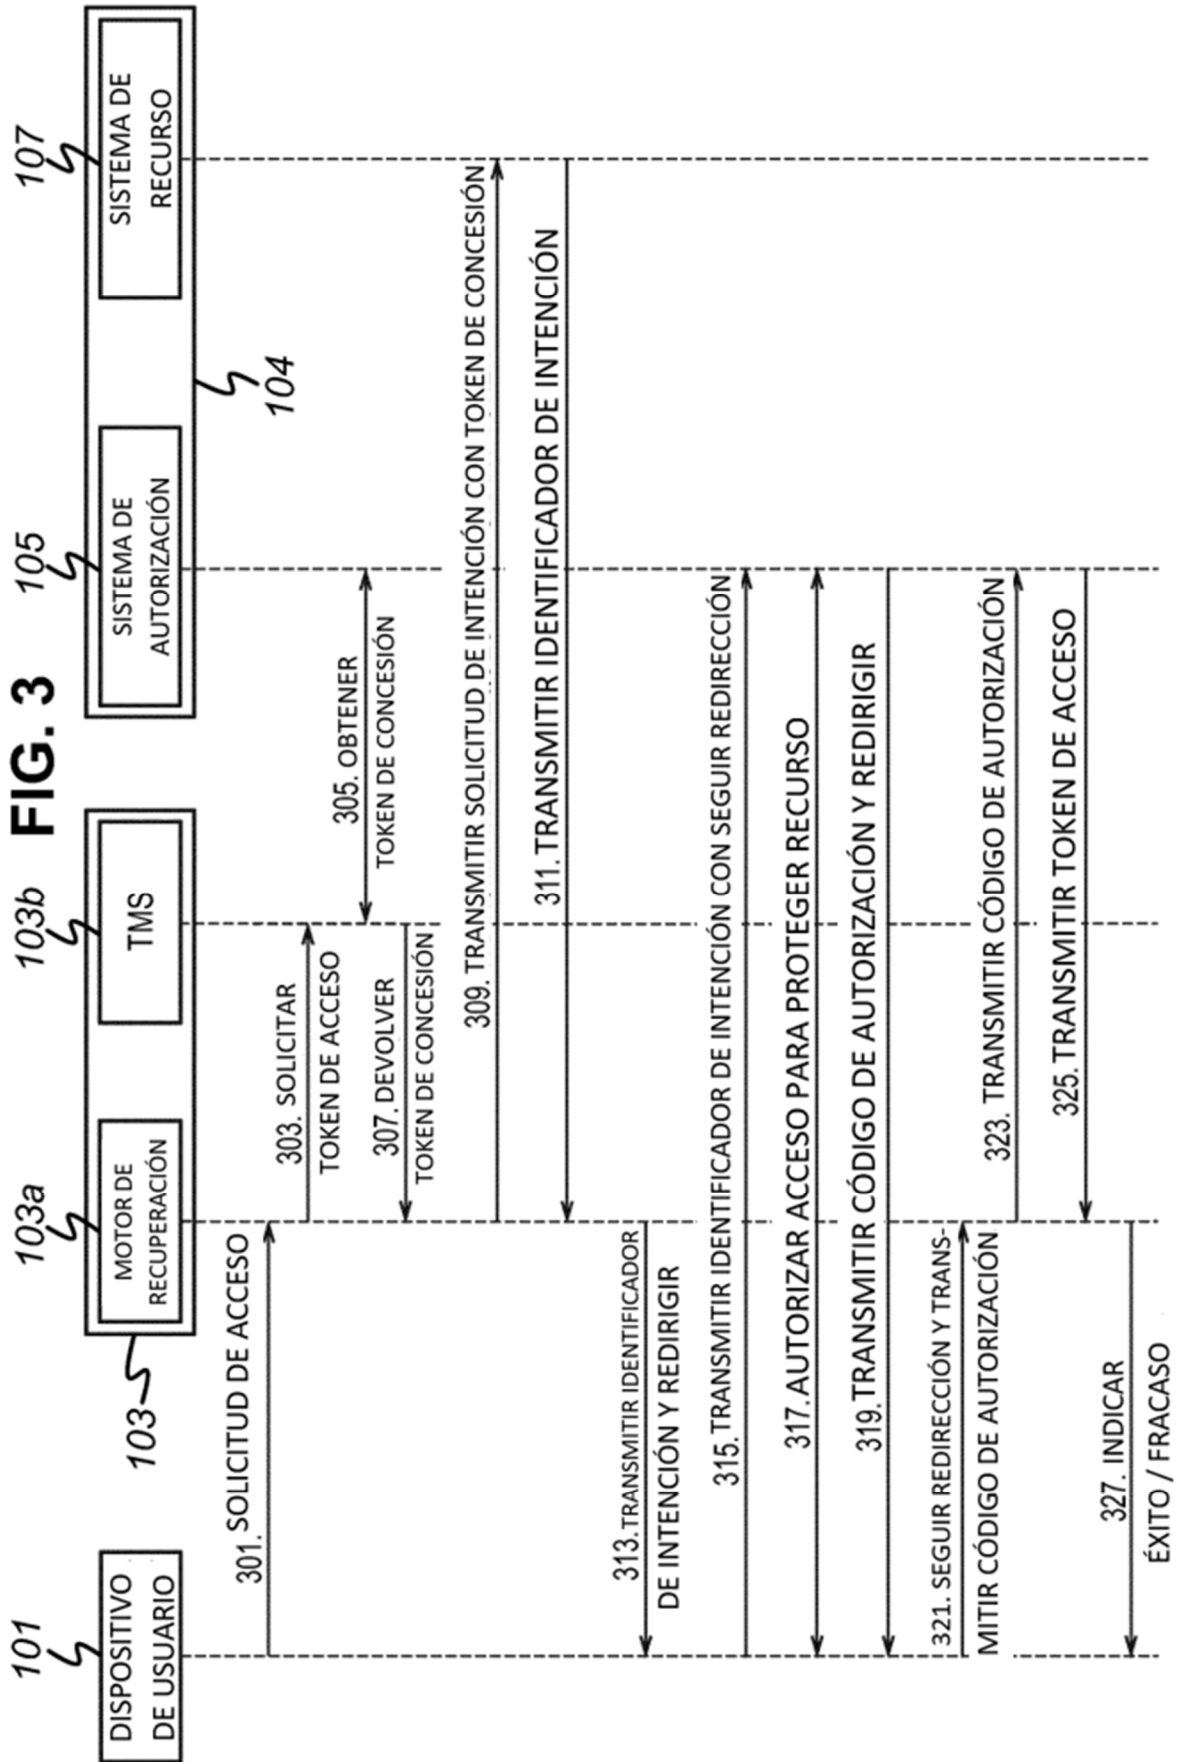 FIG. 3
101
DISPOSITIVO
DE USUARIO
103
103a
MOTOR DE
RECUPERACIÓN
103b
TMS
105
SISTEMA DE
AUTORIZACIÓN
104
107
SISTEMA DE
RECURSO
301. SOLICITUD DE ACCESO
303. SOLICITAR
TOKEN DE ACCESO
305. OBTENER
TOKEN DE CONCESIÓN
307. DEVOLVER
TOKEN DE CONCESIÓN
309. TRANSMITIR SOLICITUD DE INTENCIÓN CON TOKEN DE CONCESIÓN
311. TRANSMITIR IDENTIFICADOR DE INTENCIÓN
313. TRANSMITIR IDENTIFICADOR
DE INTENCIÓN Y REDIRIGIR
315. TRANSMITIR IDENTIFICADOR DE INTENCIÓN CON SEGUIR REDIRECCIÓN
317. AUTORIZAR ACCESO PARA PROTEGER RECURSO
319. TRANSMITIR CÓDIGO DE AUTORIZACIÓN Y REDIRIGIR
321. SEGUIR REDIRECCIÓN Y TRANS-
MITIR CÓDIGO DE AUTORIZACIÓN
323. TRANSMITIR CÓDIGO DE AUTORIZACIÓN
325. TRANSMITIR TOKEN DE ACCESO
327. INDICAR
ÉXITO / FRACASO